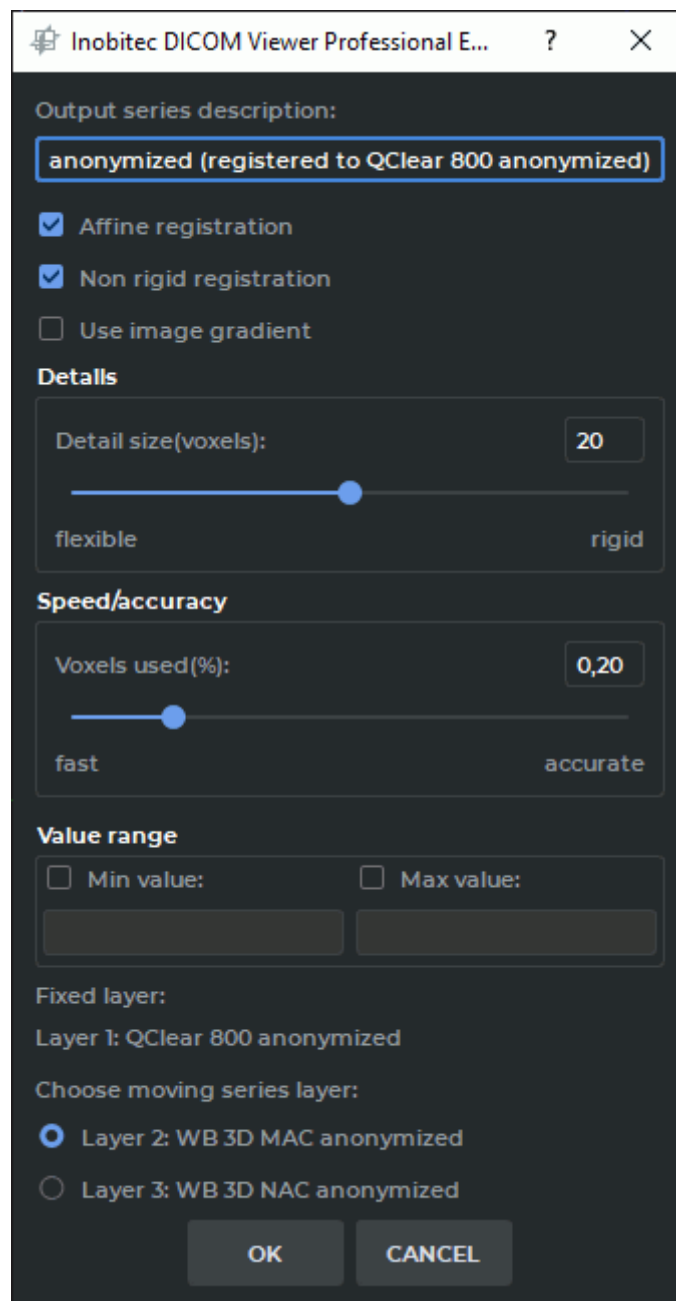 Inobitec DICOM Viewer Professional E... ?
Output series description:
anonymized (registered to QClear 800 anonymized)
Affine registration
Non rigid registration
Use image gradient
Details
Detail size(voxels): 20
flexible rigid
Speed/accuracy
Voxels used(%): 0,20
fast accurate
Value range
Min value: Max value:
Fixed layer:
Layer 1: QClear 800 anonymized
Choose moving series layer:
Layer 2: WB 3D MAC anonymized
Layer 3: WB 3D NAC anonymized
OK CANCEL